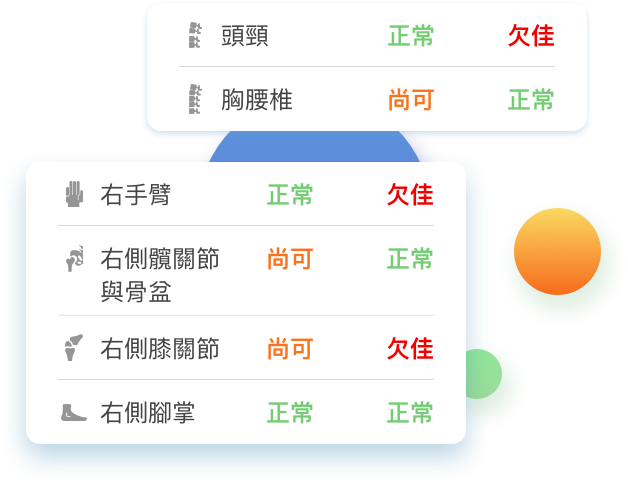 頭頸 正常 欠佳
胸腰椎 尚可 正常
右手臂 正常 欠佳
右側髖關節 尚可 正常
與骨盆
右側膝關節 尚可 欠佳
右側腳掌 正常 正常